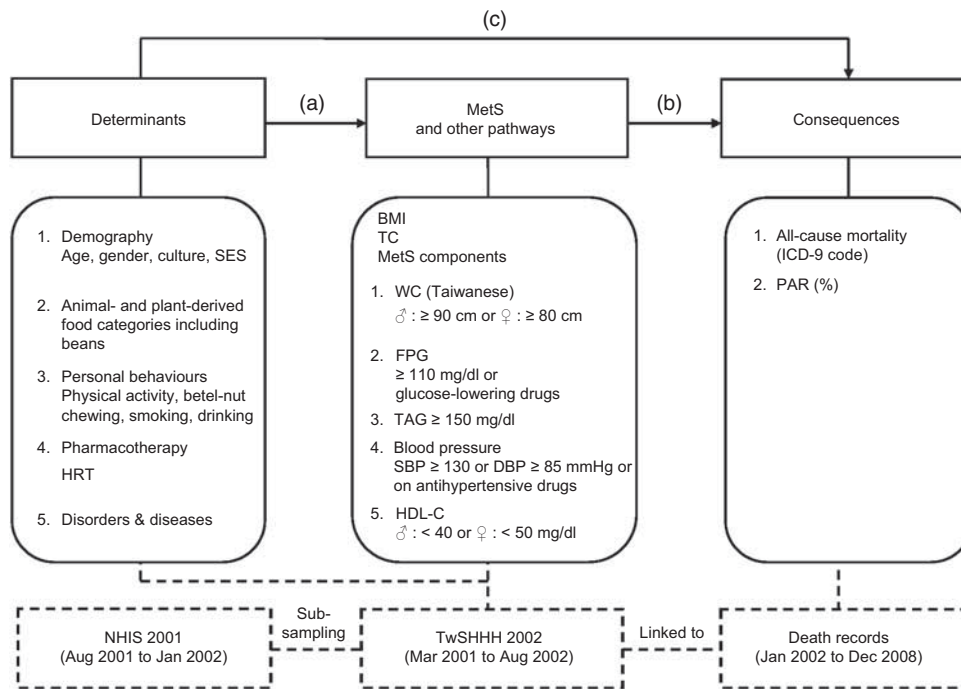 (c)
Determinants
(a)
MetS
and other pathways
(b)
Consequences
1. Demography
Age, gender, culture, SES
2. Animal- and plant-derived
food categories including
beans
3. Personal behaviours
Physical activity, betel-nut
chewing, smoking, drinking
4. Pharmacotherapy
HRT
5. Disorders & diseases
BMI
TC
MetS components
1. WC (Taiwanese)
♂ : ≥ 90 cm or ♀ : ≥ 80 cm
2. FPG
≥ 110 mg/dl or
glucose-lowering drugs
3. TAG ≥ 150 mg/dl
4. Blood pressure
SBP ≥ 130 or DBP ≥ 85 mmHg or
on antihypertensive drugs
5. HDL-C
♂ : < 40 or ♀ : < 50 mg/dl
1. All-cause mortality
(ICD-9 code)
2. PAR (%)
NHIS 2001
(Aug 2001 to Jan 2002)
Sub-
sampling
TwSHHH 2002
(Mar 2001 to Aug 2002)
Linked to
Death records
(Jan 2002 to Dec 2008)